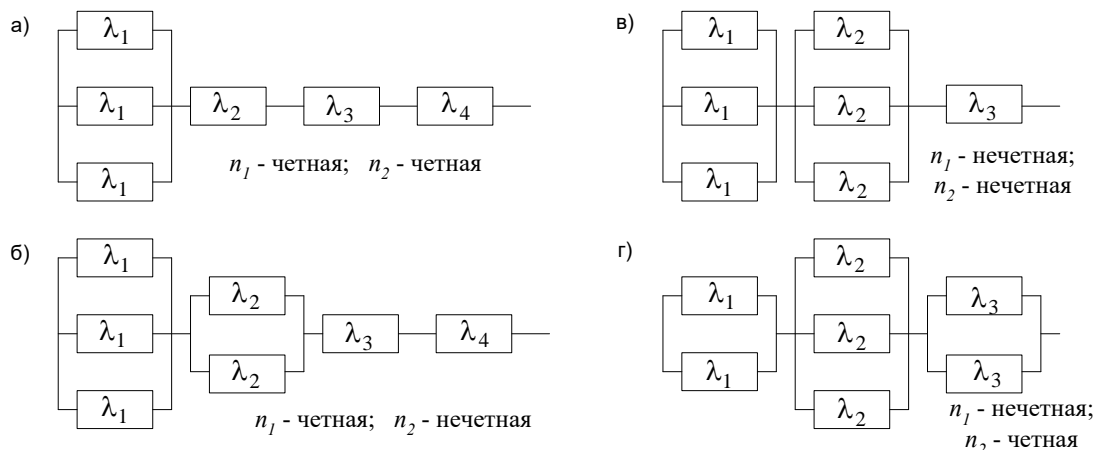 а)
λ1
λ1
λ2
λ3
λ4
λ1
n1 - четная; n2 - четная
б)
λ1
λ2
λ1
λ3
λ4
λ2
λ1
n1 - четная; n2 - нечетная
в)
λ1
λ2
λ1
λ2
λ3
λ1
λ2
n1 - нечетная;
n2 - нечетная
г)
λ2
λ1
λ3
λ2
λ1
λ3
λ2
n1 - нечетная;
n2 - четная